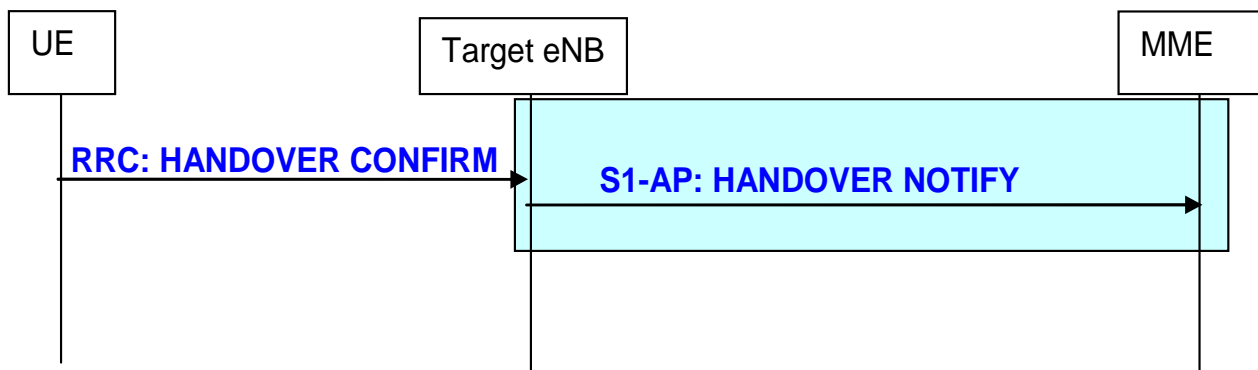 UE
Target eNB
MME
RRC: HANDOVER CONFIRM
S1-AP: HANDOVER NOTIFY